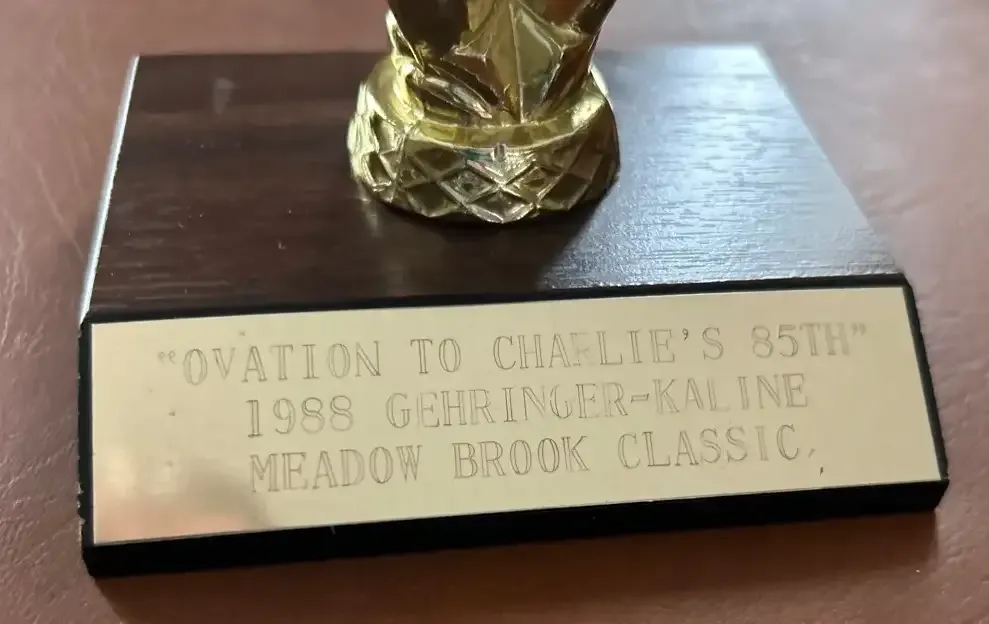 "OVATION TO CHARLIE'S 85TH"
1988 GEHRINGER-KALINE
MEADOW BROOK CLASSIC,